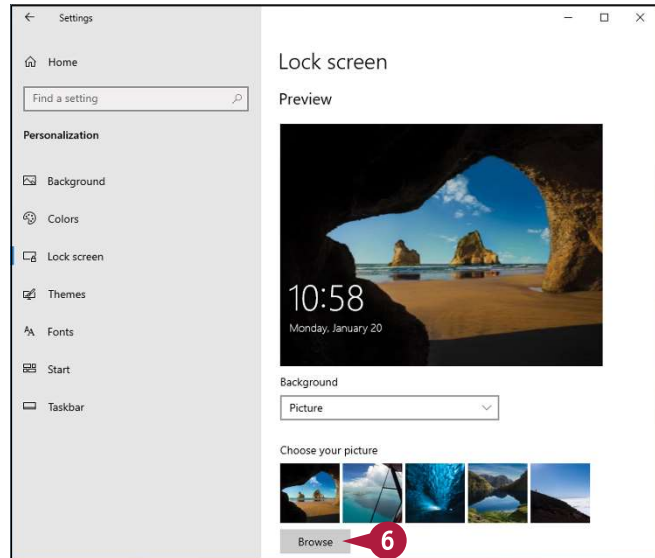 Settings
Home
Find a setting
Personalization
Background
Colors
Lock screen
Themes
Fonts
Start
Taskbar
Lock screen
Preview
10:58
Monday, January 20
Background
Picture
Choose your picture
Browse
6